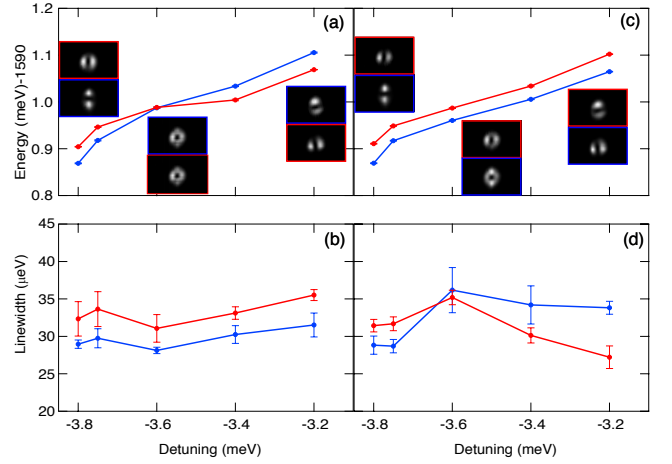 (a)
(c)
1.2
1.1
1.0
0.9
0.8
Energy (meV)-1590
(b)
(d)
40
35
30
25
20
Linewidth (μeV)
-3.8 -3.6 -3.4 -3.2
-3.8 -3.6 -3.4 -3.2
Detuning (meV)
Detuning (meV)